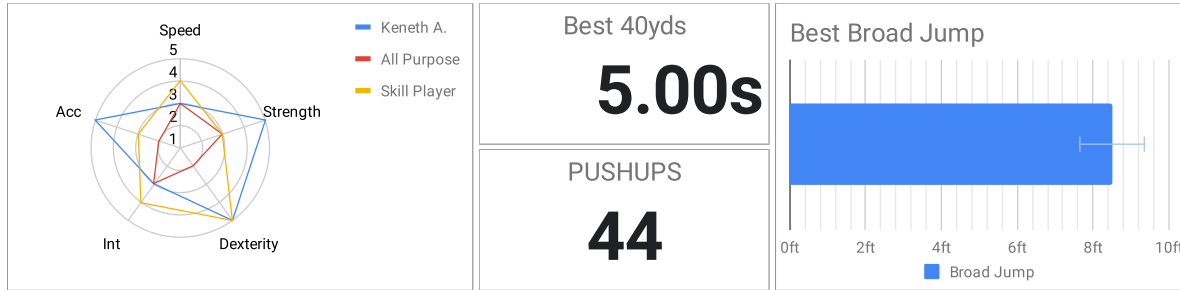 Speed
5
4
3
2
1
Acc
Strength
Int
Dexterity
Keneth A.
All Purpose
Skill Player
Best 40yds
5.00s
PUSHUPS
44
Best Broad Jump
0ft 2ft 4ft 6ft 8ft 10ft
Broad Jump